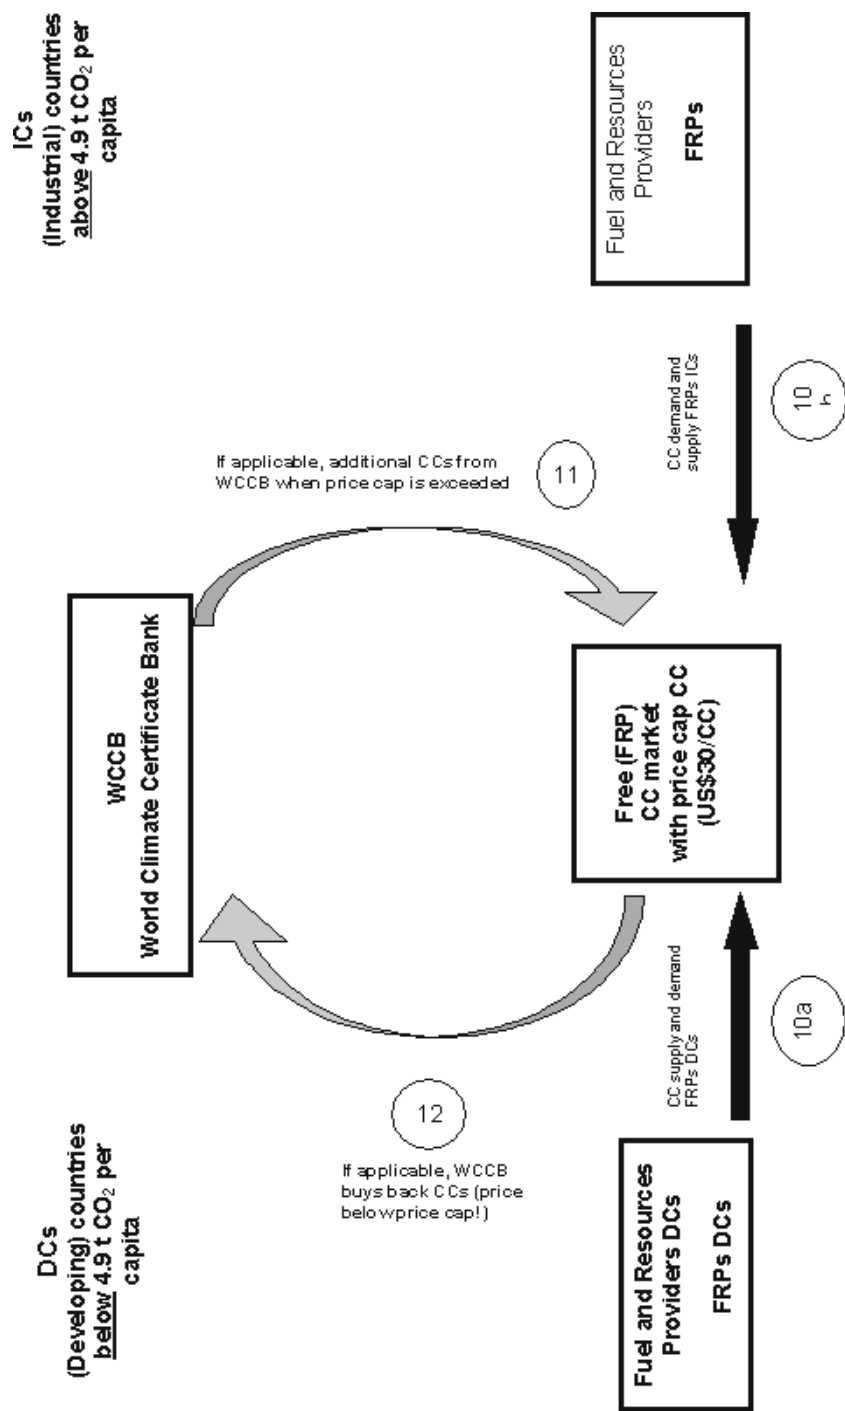 DCs
(Developing) countries
below 4.9 t CO₂ per
capita
WCCB
World Climate Certificate Bank
ICs
(Industrial) countries
above 4.9 t CO₂ per
capita
If applicable, additional CCs from
WCCB when price cap is exceeded
11
12
If applicable, WCCB
buys back CCs (price
below price cap!)
Fuel and Resources
Providers DCs
FRPs DCs
CC supply and demand
FRPs DCs
10a
Free (FRP)
CC market
with price cap CC
(US$30/CC)
CC demand and
supply FRPs ICs
10
Fuel and Resources
Providers
FRPs